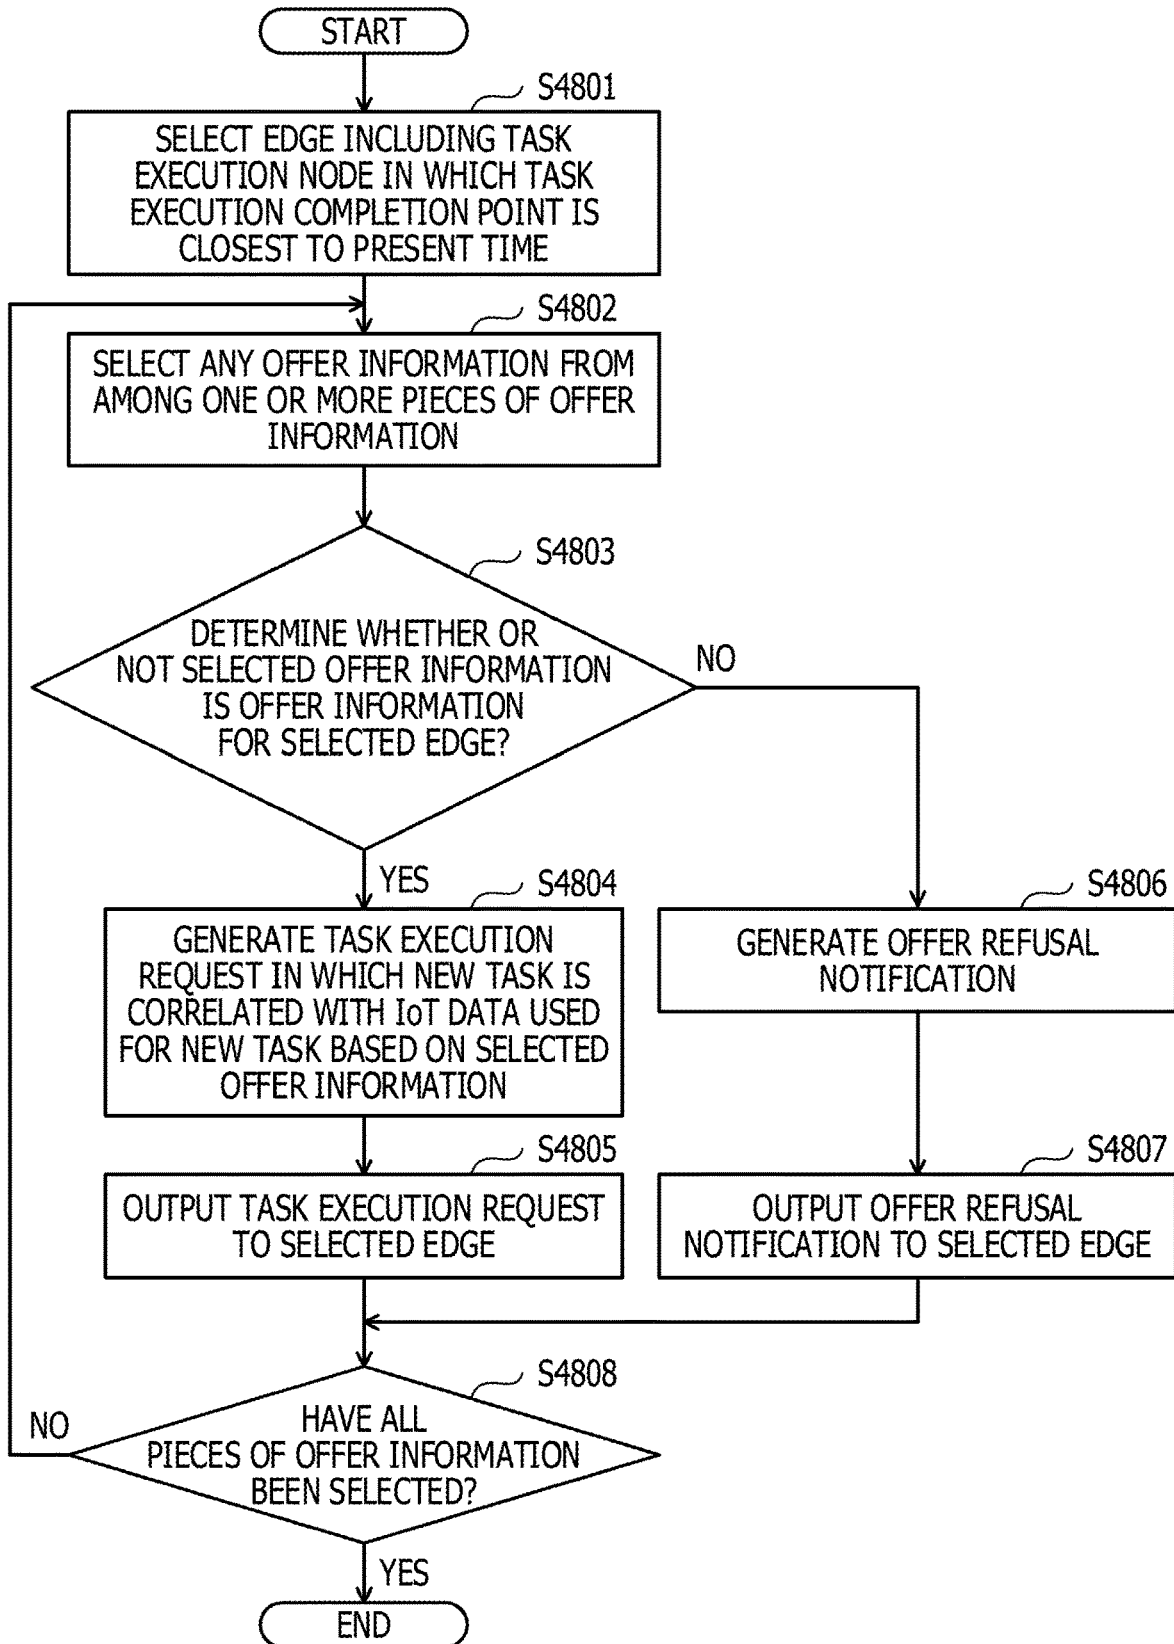 START
S4801
SELECT EDGE INCLUDING TASK
EXECUTION NODE IN WHICH TASK
EXECUTION COMPLETION POINT IS
CLOSEST TO PRESENT TIME
S4802
SELECT ANY OFFER INFORMATION FROM
AMONG ONE OR MORE PIECES OF OFFER
INFORMATION
S4803
DETERMINE WHETHER OR
NOT SELECTED OFFER INFORMATION
IS OFFER INFORMATION
FOR SELECTED EDGE?
NO
YES
S4804
GENERATE TASK EXECUTION
REQUEST IN WHICH NEW TASK IS
CORRELATED WITH IoT DATA USED
FOR NEW TASK BASED ON SELECTED
OFFER INFORMATION
S4806
GENERATE OFFER REFUSAL
NOTIFICATION
S4805
OUTPUT TASK EXECUTION REQUEST
TO SELECTED EDGE
S4807
OUTPUT OFFER REFUSAL
NOTIFICATION TO SELECTED EDGE
S4808
HAVE ALL
PIECES OF OFFER INFORMATION
BEEN SELECTED?
NO
YES
END